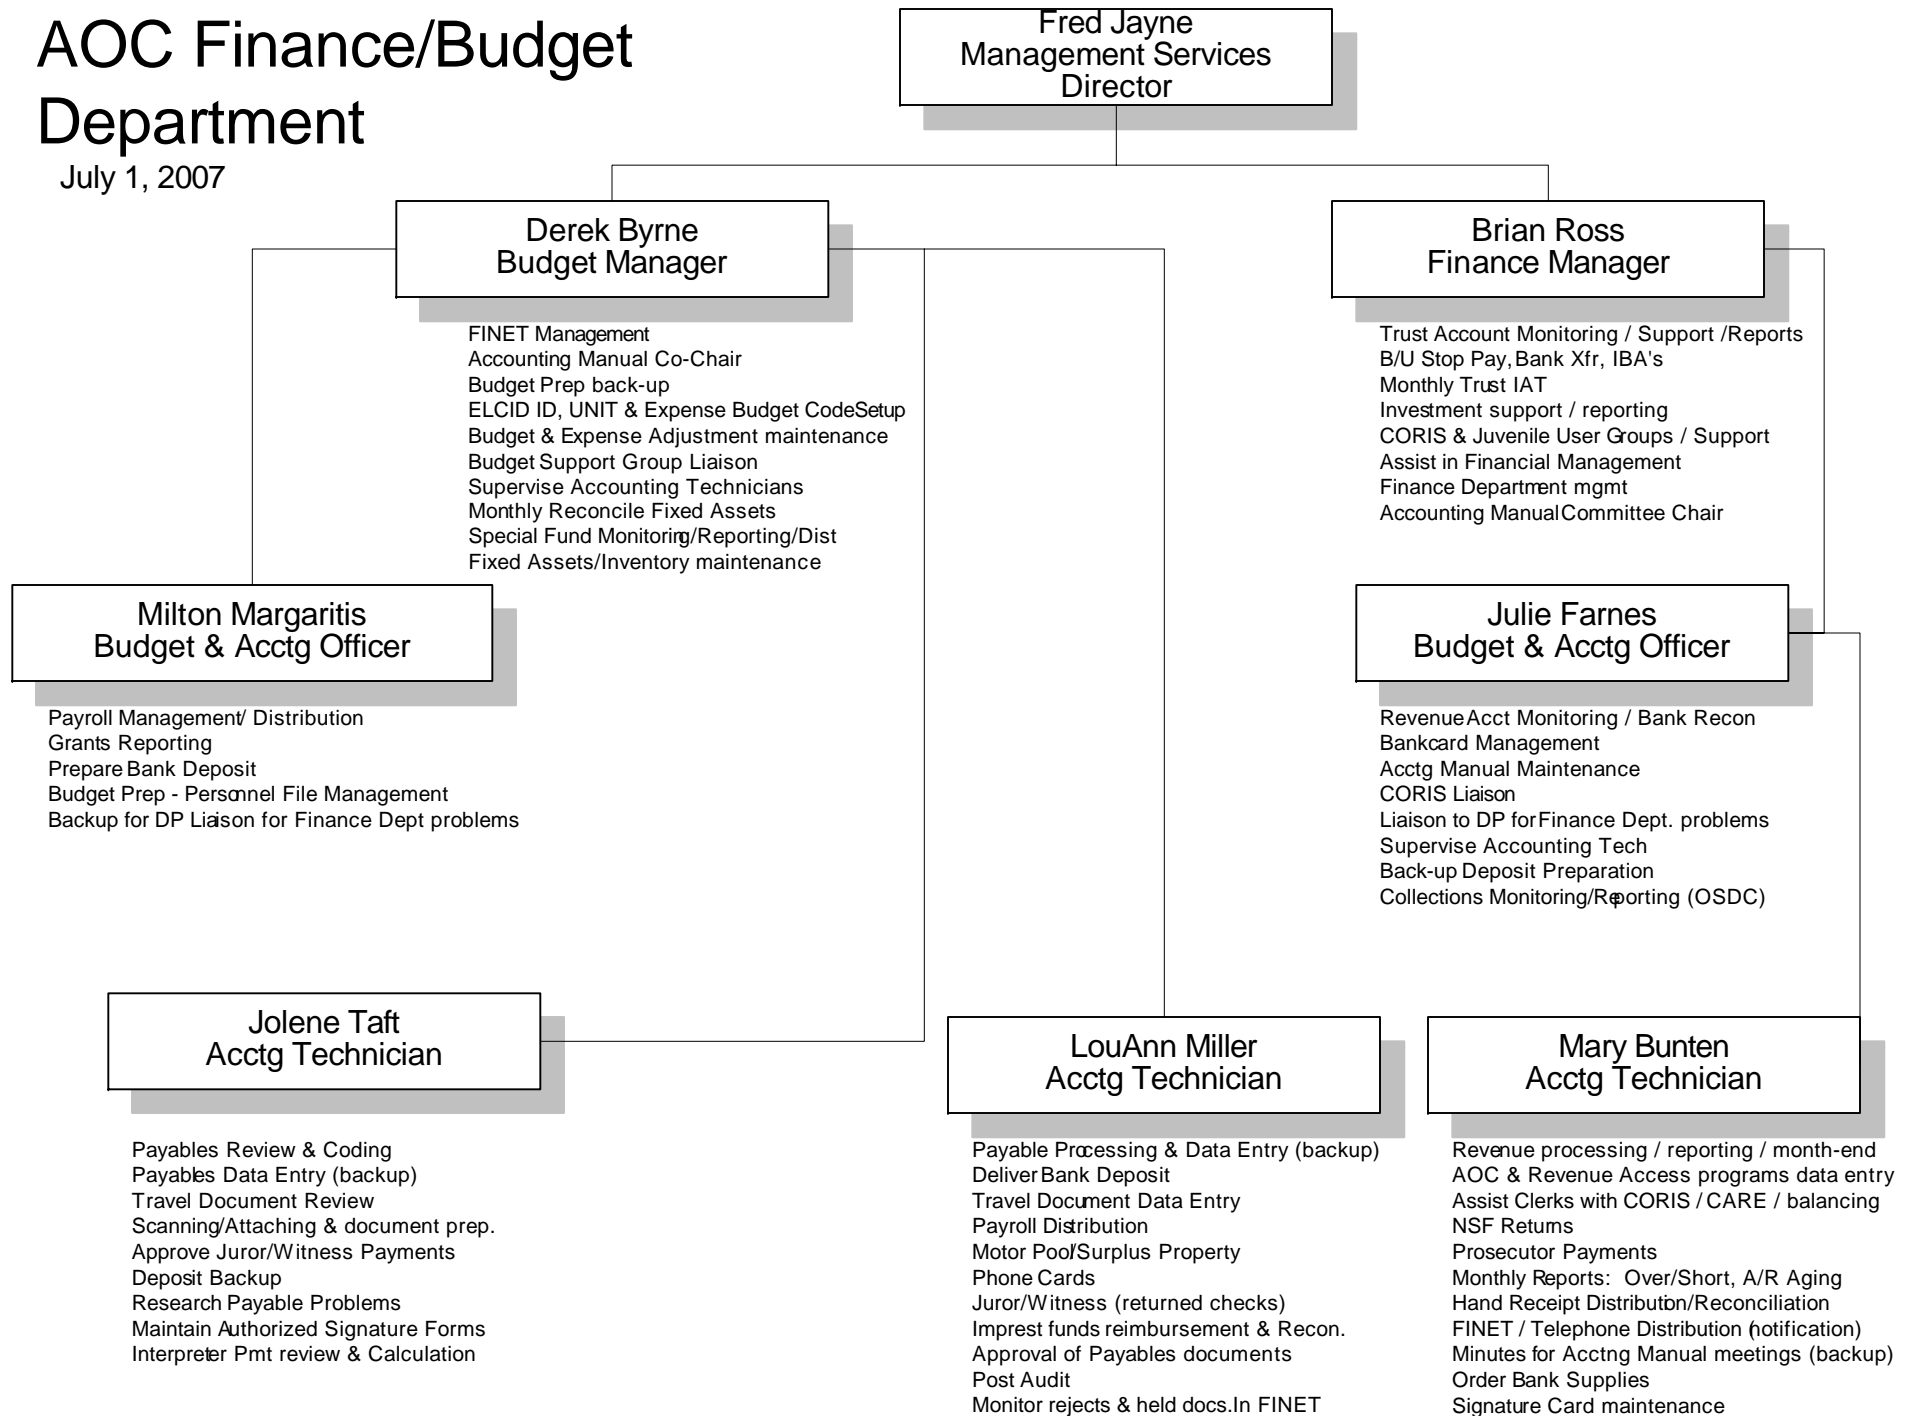 AOC Finance/Budget
Department
July 1, 2007
Fred Jayne
Management Services
Director
Derek Byrne
Budget Manager
FINET Management
Accounting Manual Co-Chair
Budget Prep back-up
ELCID ID, UNIT & Expense Budget CodeSetup
Budget & Expense Adjustment maintenance
Budget Support Group Liaison
Supervise Accounting Technicians
Monthly Reconcile Fixed Assets
Special Fund Monitoring/Reporting/Dist
Fixed Assets/Inventory maintenance
Brian Ross
Finance Manager
Trust Account Monitoring / Support /Reports
B/U Stop Pay, Bank Xfr, IBA's
Monthly Trust IAT
Investment support / reporting
CORIS & Juvenile User Groups / Support
Assist in Financial Management
Finance Department mgmt
Accounting Manual Committee Chair
Milton Margaritis
Budget & Acctg Officer
Payroll Management/ Distribution
Grants Reporting
Prepare Bank Deposit
Budget Prep - Personnel File Management
Backup for DP Liaison for Finance Dept problems
Julie Farnes
Budget & Acctg Officer
Revenue Acct Monitoring / Bank Recon
Bankcard Management
Acctg Manual Maintenance
CORIS Liaison
Liaison to DP for Finance Dept. problems
Supervise Accounting Tech
Back-up Deposit Preparation
Collections Monitoring/Reporting (OSDC)
Jolene Taft
Acctg Technician
Payables Review & Coding
Payables Data Entry (backup)
Travel Document Review
Scanning/Attaching & document prep.
Approve Juror/Witness Payments
Deposit Backup
Research Payable Problems
Maintain Authorized Signature Forms
Interpreter Pmt review & Calculation
LouAnn Miller
Acctg Technician
Payable Processing & Data Entry (backup)
Deliver Bank Deposit
Travel Document Data Entry
Payroll Distribution
Motor Pool/Surplus Property
Phone Cards
Juror/Witness (returned checks)
Imprest funds reimbursement & Recon.
Approval of Payables documents
Post Audit
Monitor rejects & held docs.In FINET
Mary Bunten
Acctg Technician
Revenue processing / reporting / month-end
AOC & Revenue Access programs data entry
Assist Clerks with CORIS / CARE / balancing
NSF Returns
Prosecutor Payments
Monthly Reports: Over/Short, A/R Aging
Hand Receipt Distribution/Reconciliation
FINET / Telephone Distribution (notification)
Minutes for Acctng Manual meetings (backup)
Order Bank Supplies
Signature Card maintenance